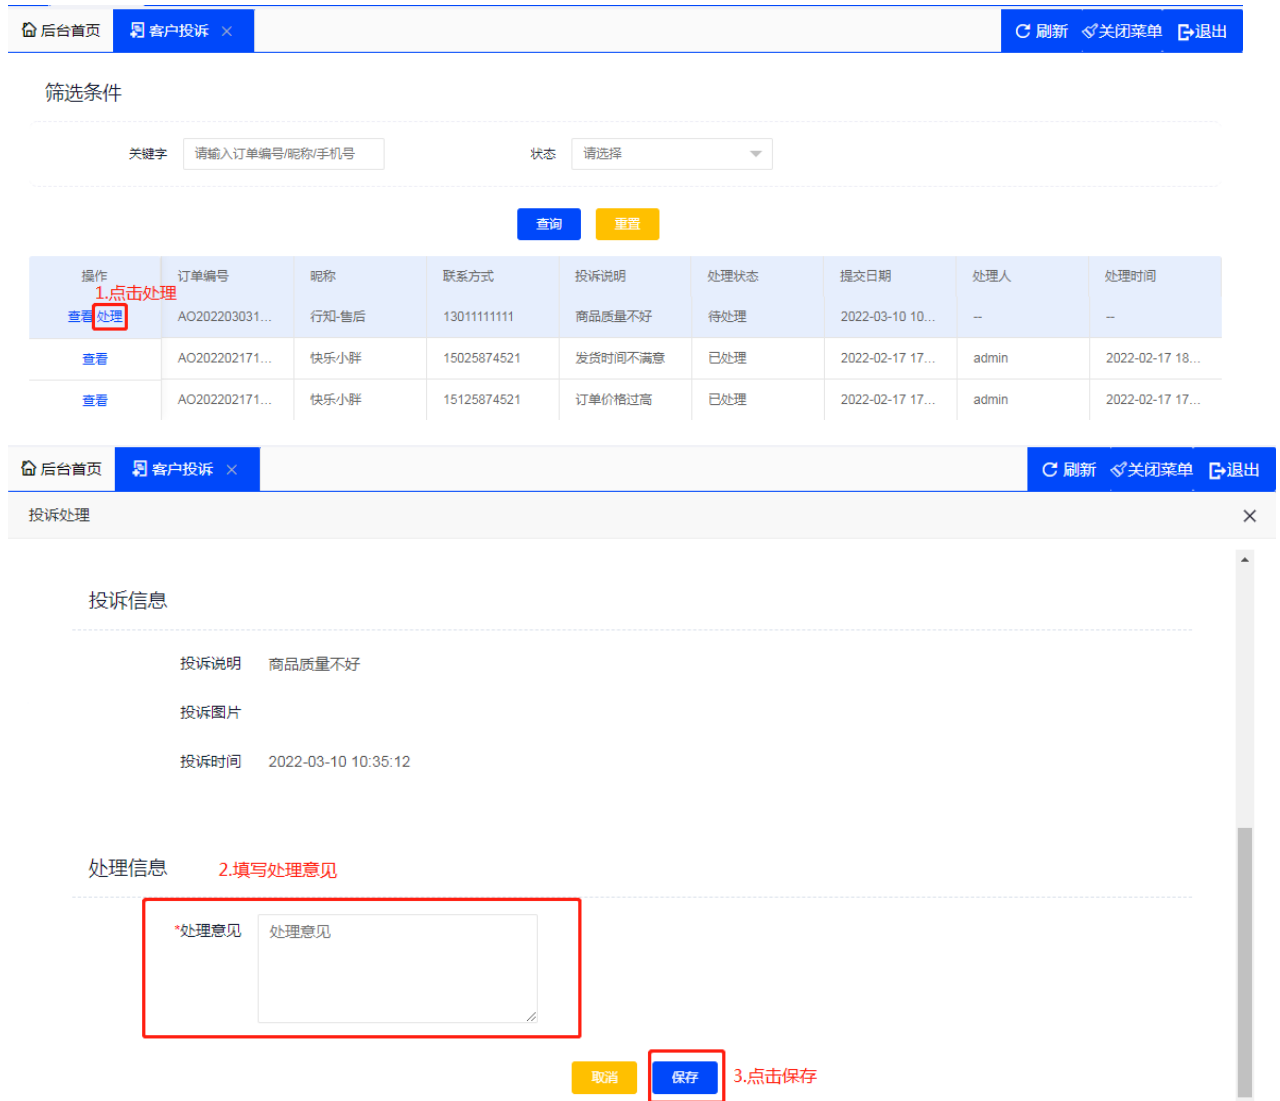 后台首页 客户投诉 × 刷新 关闭菜单 退出
筛选条件
关键字 请输入订单编号/昵称/手机号 状态 请选择
查询 重置
操作 订单编号 昵称 联系方式 投诉说明 处理状态 提交日期 处理人 处理时间
1.点击处理
查看 处理 AO202203031... 行知-售后 13011111111 商品质量不好 待处理 2022-03-10 10... -- --
查看 AO202202171... 快乐小胖 15025874521 发货时间不满意 已处理 2022-02-17 17... admin 2022-02-17 18...
查看 AO202202171... 快乐小胖 15125874521 订单价格过高 已处理 2022-02-17 17... admin 2022-02-17 17...
后台首页 客户投诉 × 刷新 关闭菜单 退出
投诉处理 ×
投诉信息
投诉说明 商品质量不好
投诉图片
投诉时间 2022-03-10 10:35:12
处理信息 2.填写处理意见
*处理意见 处理意见
取消 保存 3.点击保存